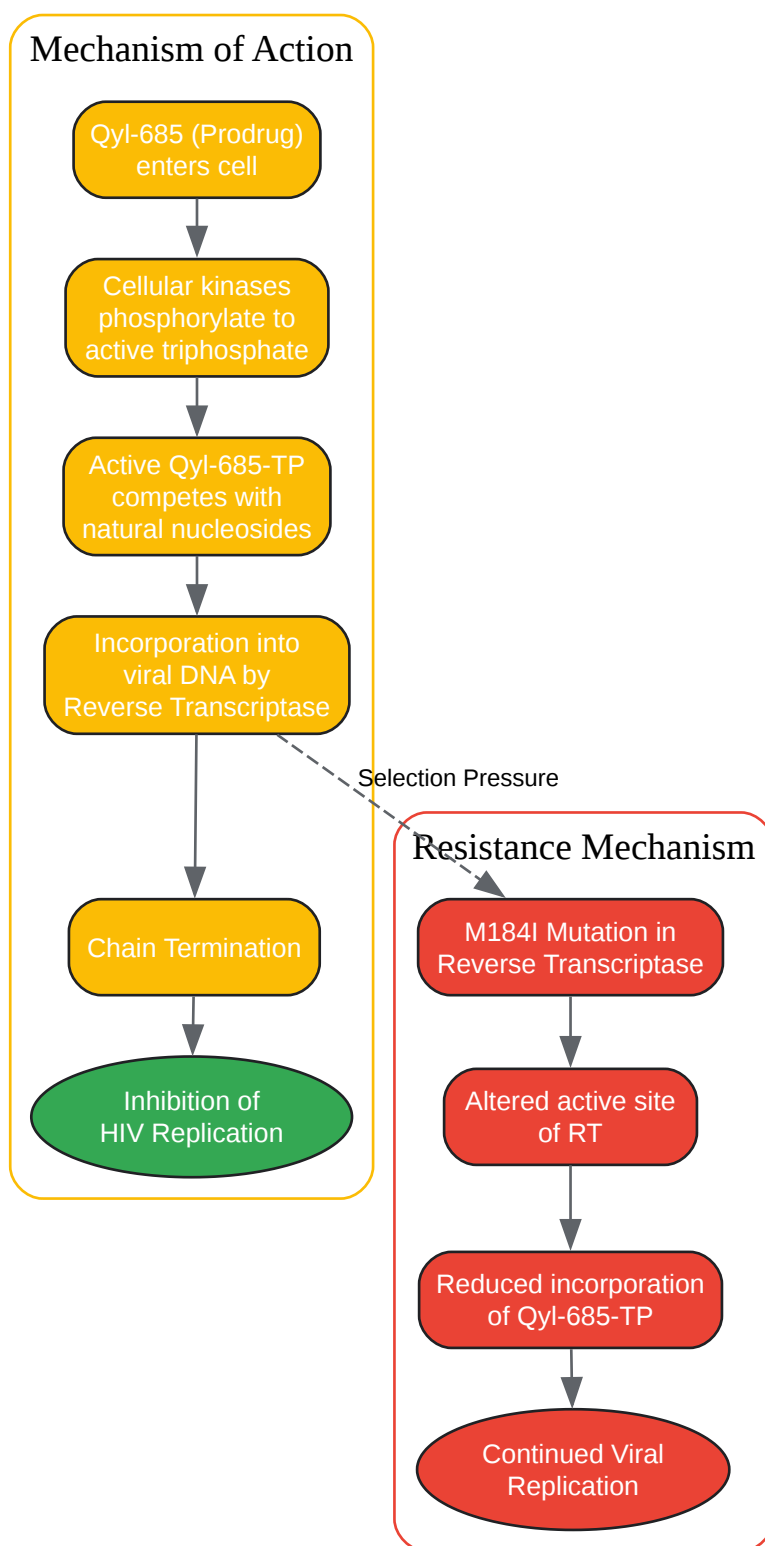 Mechanism of Action
Qyl-685 (Prodrug)
enters cell
Cellular kinases
phosphorylate to
active triphosphate
Active Qyl-685-TP
competes with
natural nucleosides
Incorporation into
viral DNA by
Reverse Transcriptase
Chain Termination
Inhibition of
HIV Replication
Selection Pressure
Resistance Mechanism
M184I Mutation in
Reverse Transcriptase
Altered active site
of RT
Reduced incorporation
of Qyl-685-TP
Continued Viral
Replication